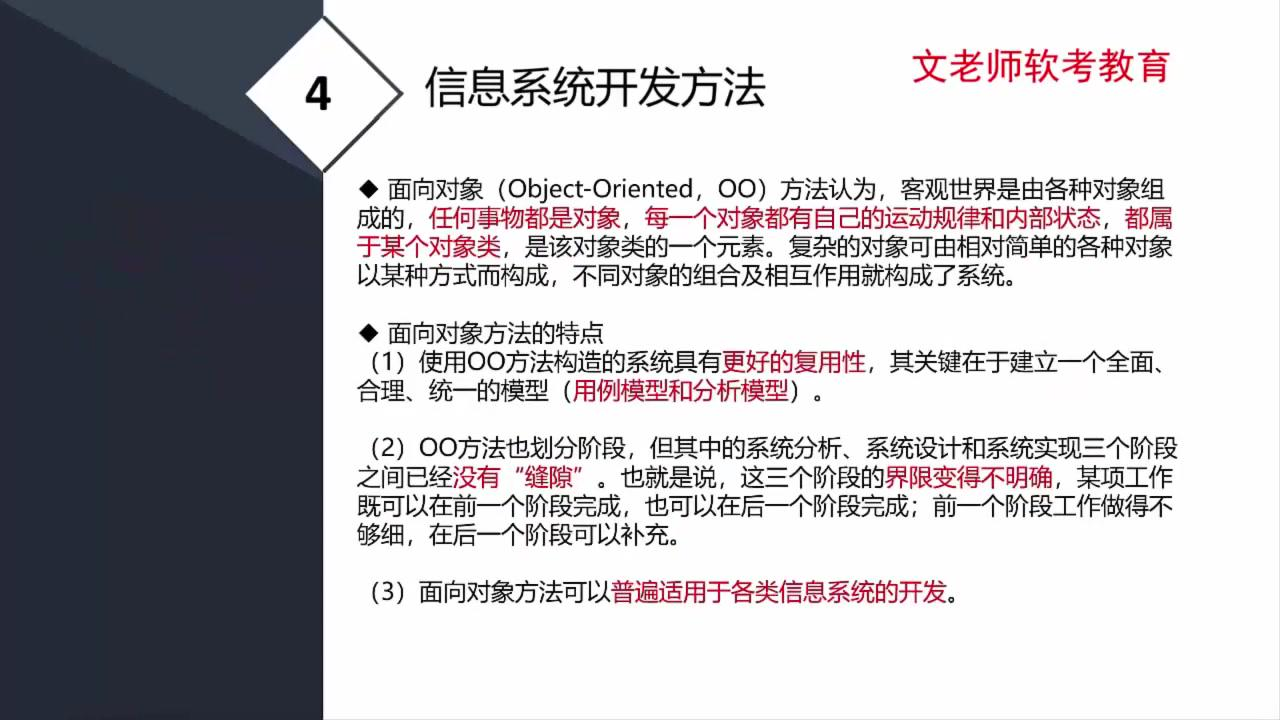 4
信息系统开发方法
文老师软考教育
◆ 面向对象（Object-Oriented，OO）方法认为，客观世界是由各种对象组
成的，任何事物都是对象，每一个对象都有自己的运动规律和内部状态，都属
于某个对象类，是该对象类的一个元素。复杂的对象可由相对简单的各种对象
以某种方式而构成，不同对象的组合及相互作用就构成了系统。
◆ 面向对象方法的特点
（1）使用OO方法构造的系统具有更好的复用性，其关键在于建立一个全面、
合理、统一的模型（用例模型和分析模型）。
（2）OO方法也划分阶段，但其中的系统分析、系统设计和系统实现三个阶段
之间已经没有“缝隙”。也就是说，这三个阶段的界限变得不明确，某项工作
既可以在前一个阶段完成，也可以在后一个阶段完成；前一个阶段工作做得不
够细，在后一个阶段可以补充。
（3）面向对象方法可以普遍适用于各类信息系统的开发。